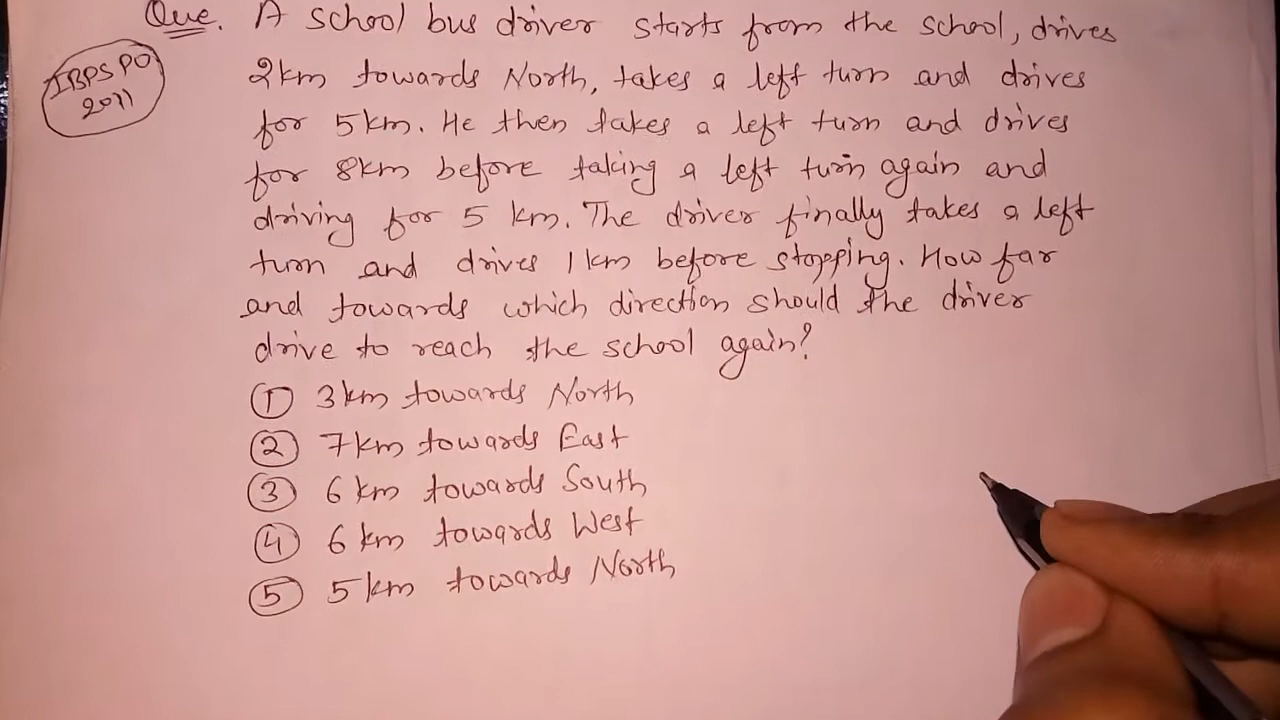 Que. A school bus driver starts from the school, drives
IBPS PO
2011
2km towards North, takes a left turn and drives
for 5km. He then takes a left turn and drives
for 8km before taking a left turn again and
driving for 5 km. The driver finally takes a left
turn and drives 1km before stopping. How far
and towards which direction should the driver
drive to reach the school again?
① 3km towards North
② 7km towards East
③ 6km towards South
④ 6km towards West
⑤ 5km towards North